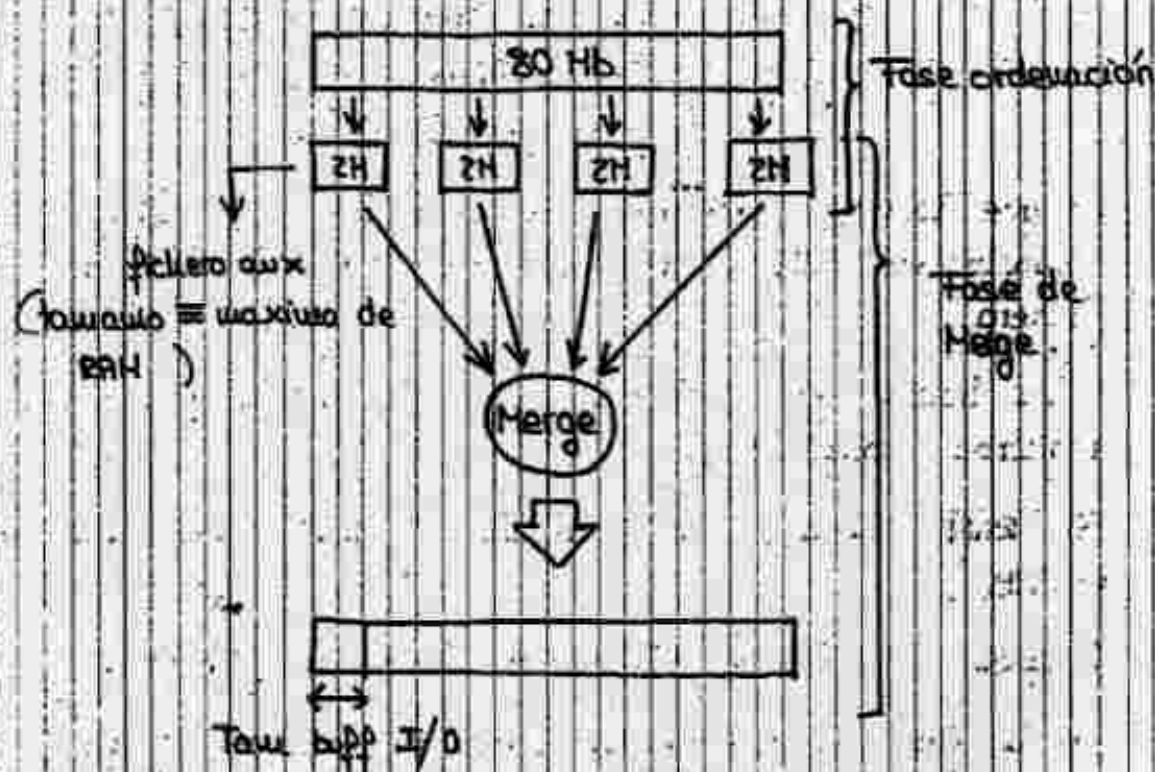 80 Mb
Fase ordenación
2M 2M 2M ... 2M
fichero aux
(tamaño ≡ maximo de
RAM )
Fase de
Merge
Merge
Tam buff I/O